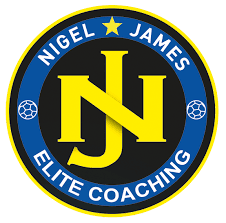 NIGEL ★ JAMES
NJ
ELITE COACHING